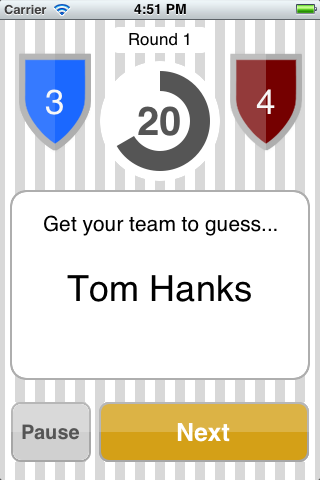 Carrier 4:51 PM
Round 1
3 20 4
Get your team to guess...
Tom Hanks
Pause Next